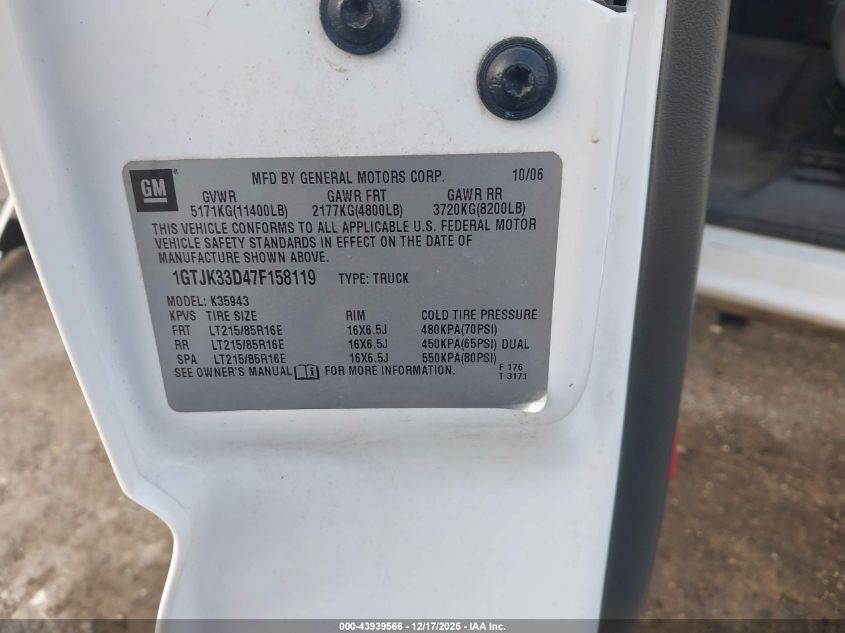 GM
MFD BY GENERAL MOTORS CORP. 10/06
GVWR GAWR FRT GAWR RR
5171KG(11400LB) 2177KG(4800LB) 3720KG(8200LB)
THIS VEHICLE CONFORMS TO ALL APPLICABLE U.S. FEDERAL MOTOR
VEHICLE SAFETY STANDARDS IN EFFECT ON THE DATE OF
MANUFACTURE SHOWN ABOVE.
1GTJK33D47F158119 TYPE: TRUCK
MODEL: K35943
KPVS TIRE SIZE RIM COLD TIRE PRESSURE
FRT LT215/85R16E 16X6.5J 480KPA(70PSI)
RR LT215/85R16E 16X6.5J 450KPA(65PSI) DUAL
SPA LT215/85R16E 16X6.5J 550KPA(80PSI)
SEE OWNER'S MANUAL FOR MORE INFORMATION.
F 176
T 3171
000-43939566 - 12/17/2025 - IAA Inc.